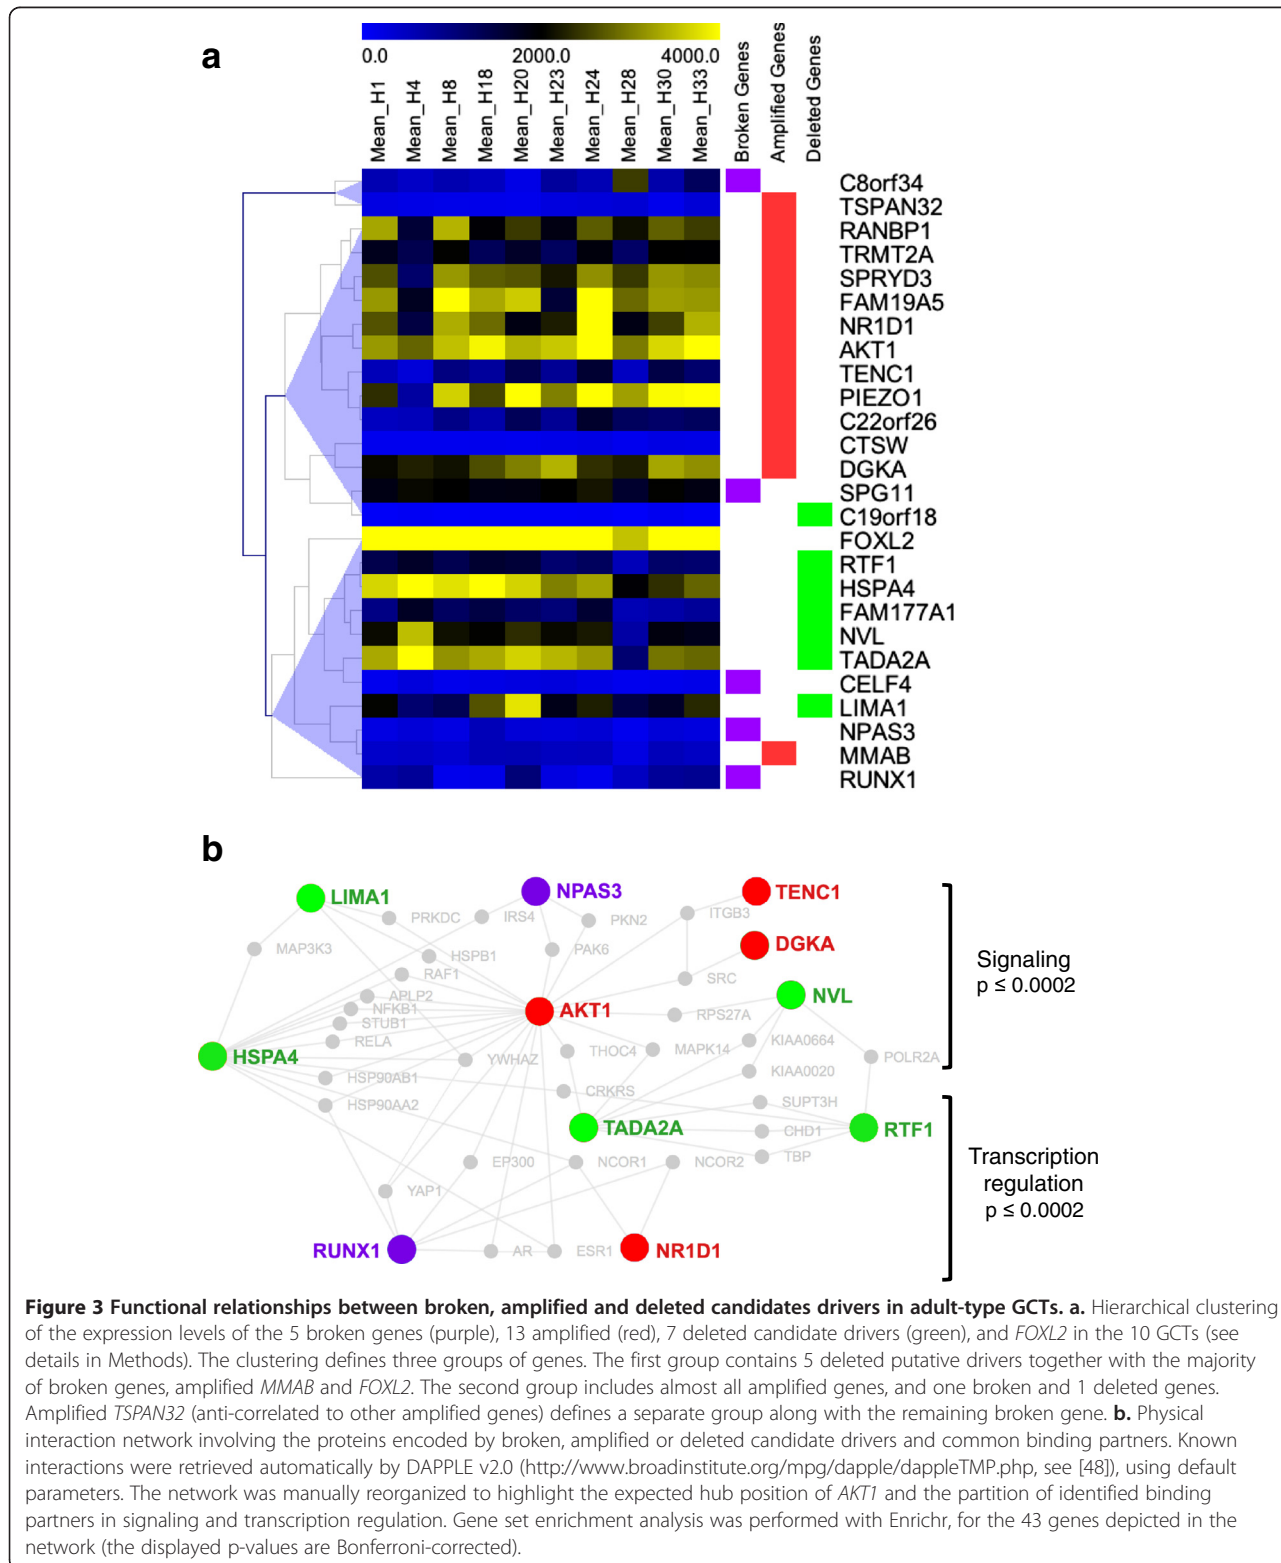 a
0.0 2000.0 4000.0
Mean_H1 Mean_H4 Mean_H8 Mean_H18 Mean_H20 Mean_H23 Mean_H24 Mean_H28 Mean_H30 Mean_H33 Broken Genes Amplified Genes Deleted Genes
C8orf34
TSPAN32
RANBP1
TRMT2A
SPRYD3
FAM19A5
NR1D1
AKT1
TENC1
PIEZO1
C22orf26
CTSW
DGKA
SPG11
C19orf18
FOXL2
RTF1
HSPA4
FAM177A1
NVL
TADA2A
CELF4
LIMA1
NPAS3
MMAB
RUNX1
b
LIMA1 NPAS3 TENC1
PRKDC IRS4 PKN2 ITGB3
MAP3K3 HSPB1 PAK6 DGKA
RAF1 SRC
Signaling
p ≤ 0.0002
APLP2 NVL
NFKB1 AKT1 RPS27A
STUB1
RELA THOC4 MAPK14 KIAA0664
HSPA4 YWHAZ POLR2A
HSP90AB1 CRKRS KIAA0020
HSP90AA2 SUPT3H
TADA2A CHD1 RTF1
EP300 NCOR1 NCOR2 TBP
Transcription
regulation
p ≤ 0.0002
YAP1
RUNX1 AR ESR1 NR1D1
Figure 3 Functional relationships between broken, amplified and deleted candidates drivers in adult-type GCTs. a. Hierarchical clustering
of the expression levels of the 5 broken genes (purple), 13 amplified (red), 7 deleted candidate drivers (green), and FOXL2 in the 10 GCTs (see
details in Methods). The clustering defines three groups of genes. The first group contains 5 deleted putative drivers together with the majority
of broken genes, amplified MMAB and FOXL2. The second group includes almost all amplified genes, and one broken and 1 deleted genes.
Amplified TSPAN32 (anti-correlated to other amplified genes) defines a separate group along with the remaining broken gene. b. Physical
interaction network involving the proteins encoded by broken, amplified or deleted candidate drivers and common binding partners. Known
interactions were retrieved automatically by DAPPLE v2.0 (http://www.broadinstitute.org/mpg/dapple/dappleTMP.php, see [48]), using default
parameters. The network was manually reorganized to highlight the expected hub position of AKT1 and the partition of identified binding
partners in signaling and transcription regulation. Gene set enrichment analysis was performed with Enrichr, for the 43 genes depicted in the
network (the displayed p-values are Bonferroni-corrected).